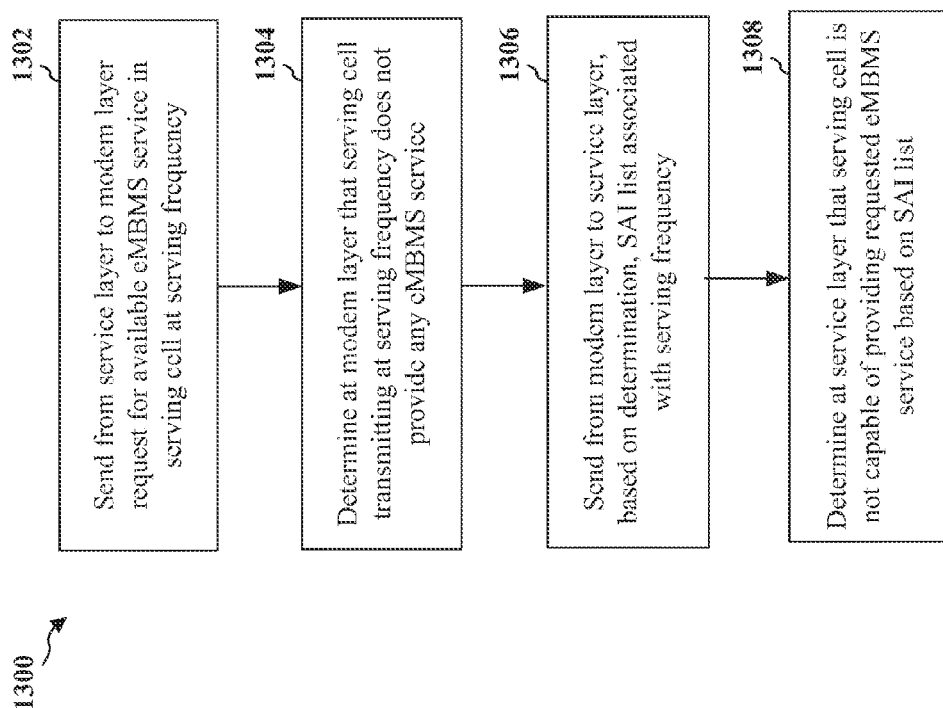 1300
1302
Send from service layer to modem layer
request for available eMBMS service in
serving cell at serving frequency
1304
Determine at modem layer that serving cell
transmitting at serving frequency does not
provide any eMBMS service
1306
Send from modem layer to service layer,
based on determination, SAI list associated
with serving frequency
1308
Determine at service layer that serving cell is
not capable of providing requested eMBMS
service based on SAI list